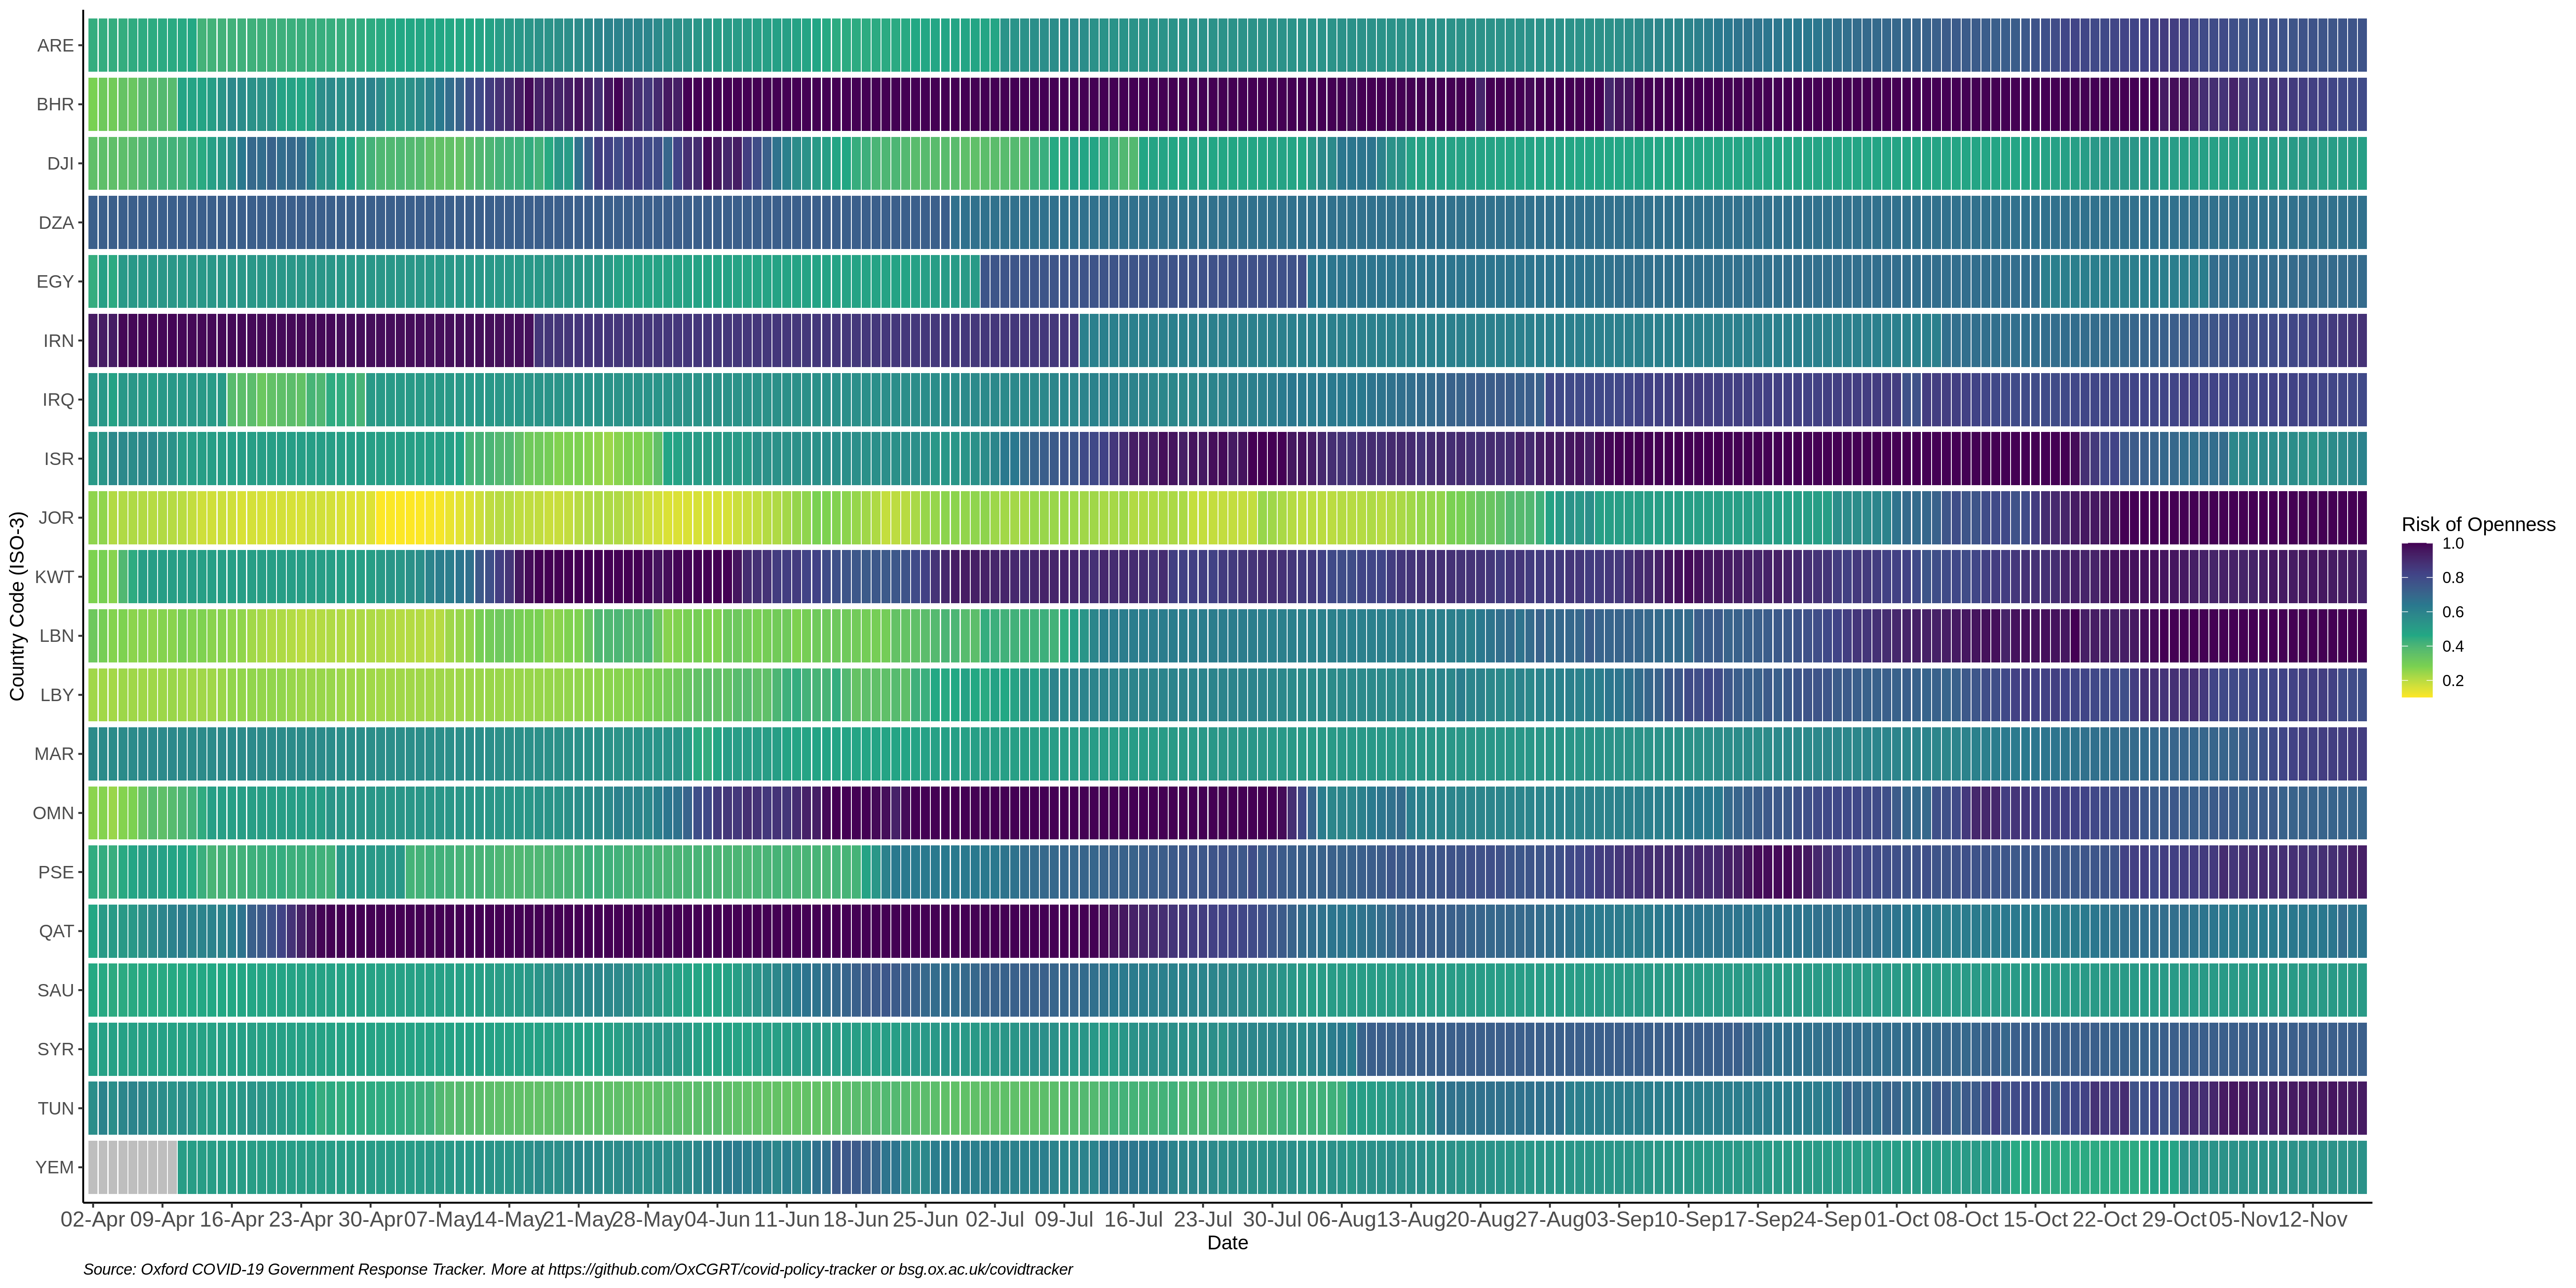 ARE
BHR
DJI
DZA
EGY
IRN
IRQ
ISR
JOR
KWT
LBN
LBY
MAR
OMN
PSE
QAT
SAU
SYR
TUN
YEM
Country Code (ISO-3)
02-Apr 09-Apr 16-Apr 23-Apr 30-Apr 07-May 14-May 21-May 28-May 04-Jun 11-Jun 18-Jun 25-Jun 02-Jul 09-Jul 16-Jul 23-Jul 30-Jul 06-Aug 13-Aug 20-Aug 27-Aug 03-Sep 10-Sep 17-Sep 24-Sep 01-Oct 08-Oct 15-Oct 22-Oct 29-Oct 05-Nov 12-Nov
Date
Risk of Openness
1.0
0.8
0.6
0.4
0.2
Source: Oxford COVID-19 Government Response Tracker. More at https://github.com/OxCGRT/covid-policy-tracker or bsg.ox.ac.uk/covidtracker